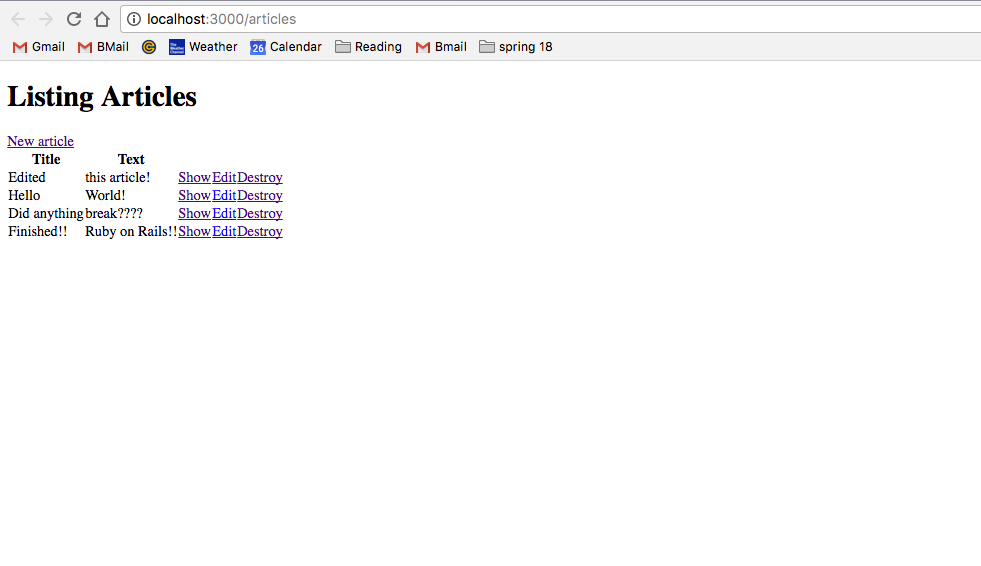 localhost:3000/articles
Gmail BMail Weather 26 Calendar Reading Bmail spring 18
Listing Articles
New article
Title Text
Edited this article! Show Edit Destroy
Hello World! Show Edit Destroy
Did anything break???? Show Edit Destroy
Finished!! Ruby on Rails!! Show Edit Destroy